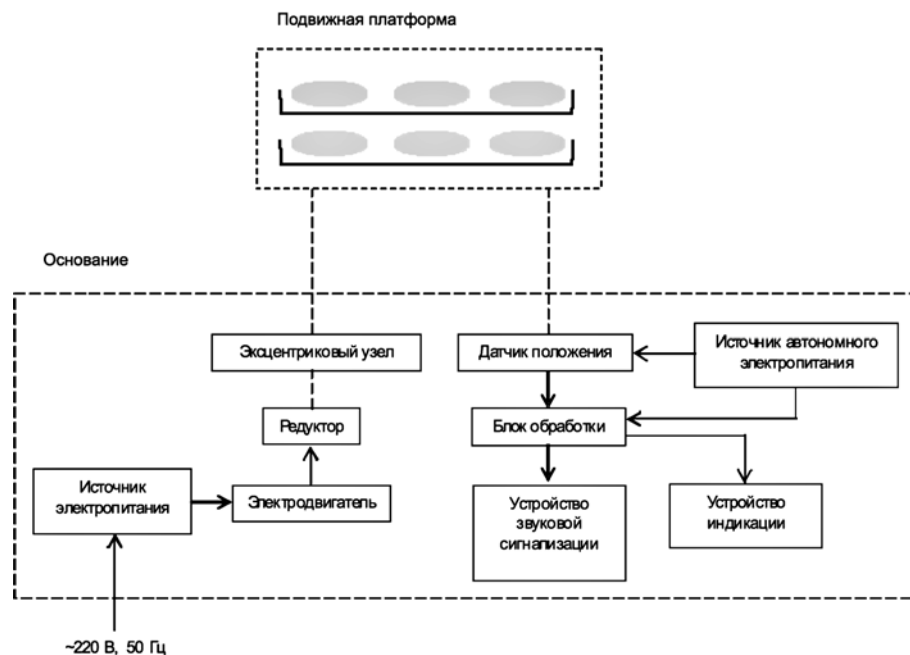 Подвижная платформа
Основание
Эксцентриковый узел
Датчик положения
Источник автономного
электропитания
Редуктор
Блок обработки
Источник
электропитания
Электродвигатель
Устройство
звуковой
сигнализации
Устройство
индикации
~220 В, 50 Гц